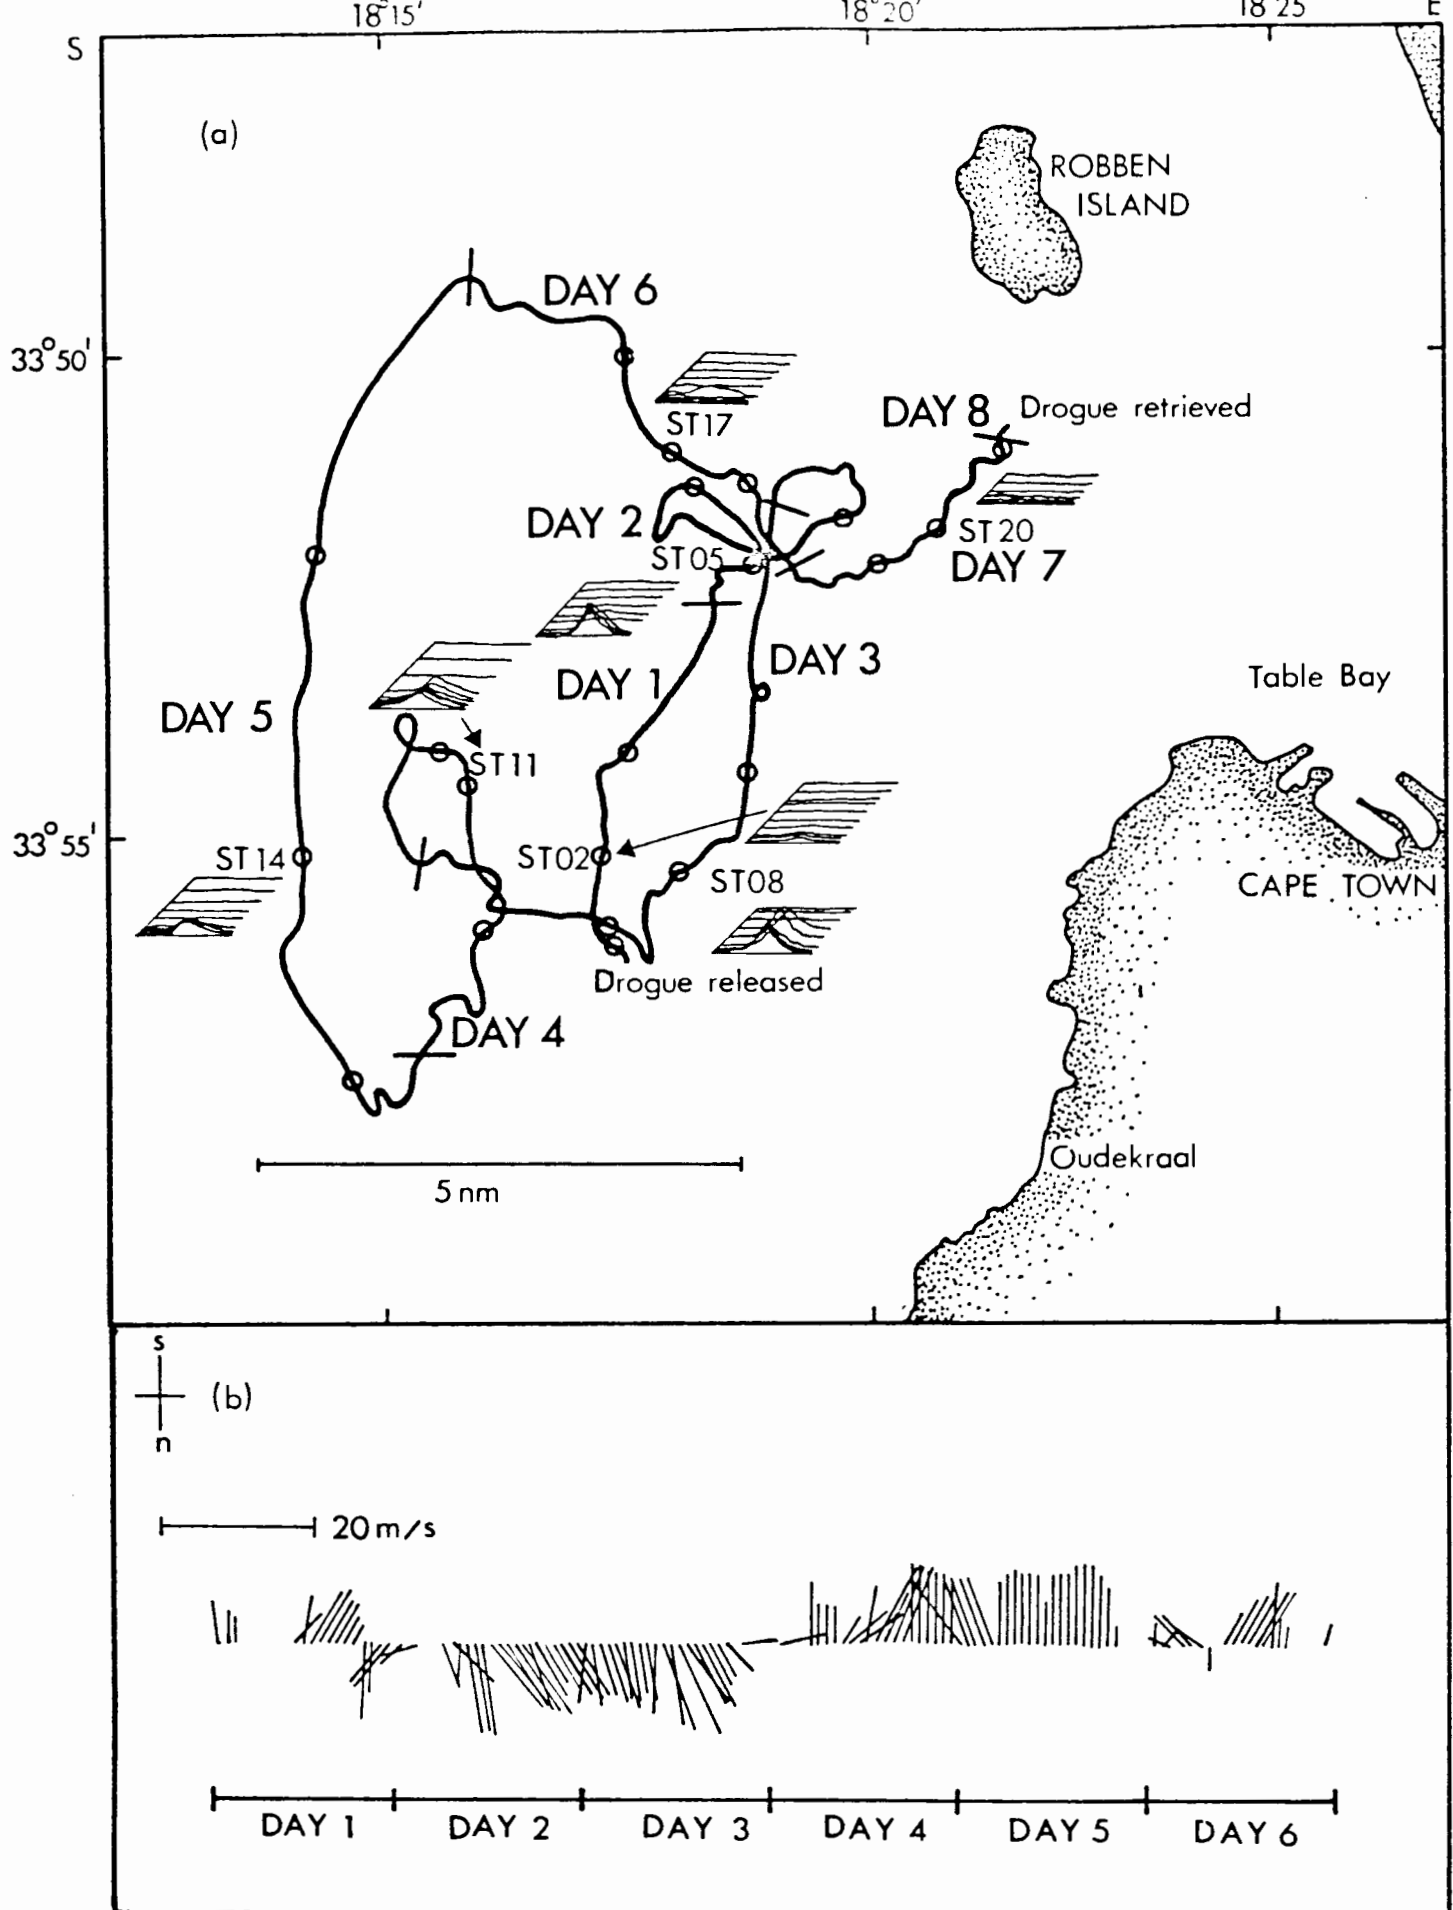 18°15'
18°20'
18 25
E
S
(a)
ROBBEN
ISLAND
DAY 6
33°50'
DAY 8 Drogue retrieved
ST17
DAY 2
ST05
ST20
DAY 7
DAY 3
DAY 1
Table Bay
DAY 5
ST11
33°55'
ST14
ST02
ST08
CAPE TOWN
Drogue released
DAY 4
Oudekraal
5 nm
s
(b)
n
20 m/s
DAY 1
DAY 2
DAY 3
DAY 4
DAY 5
DAY 6